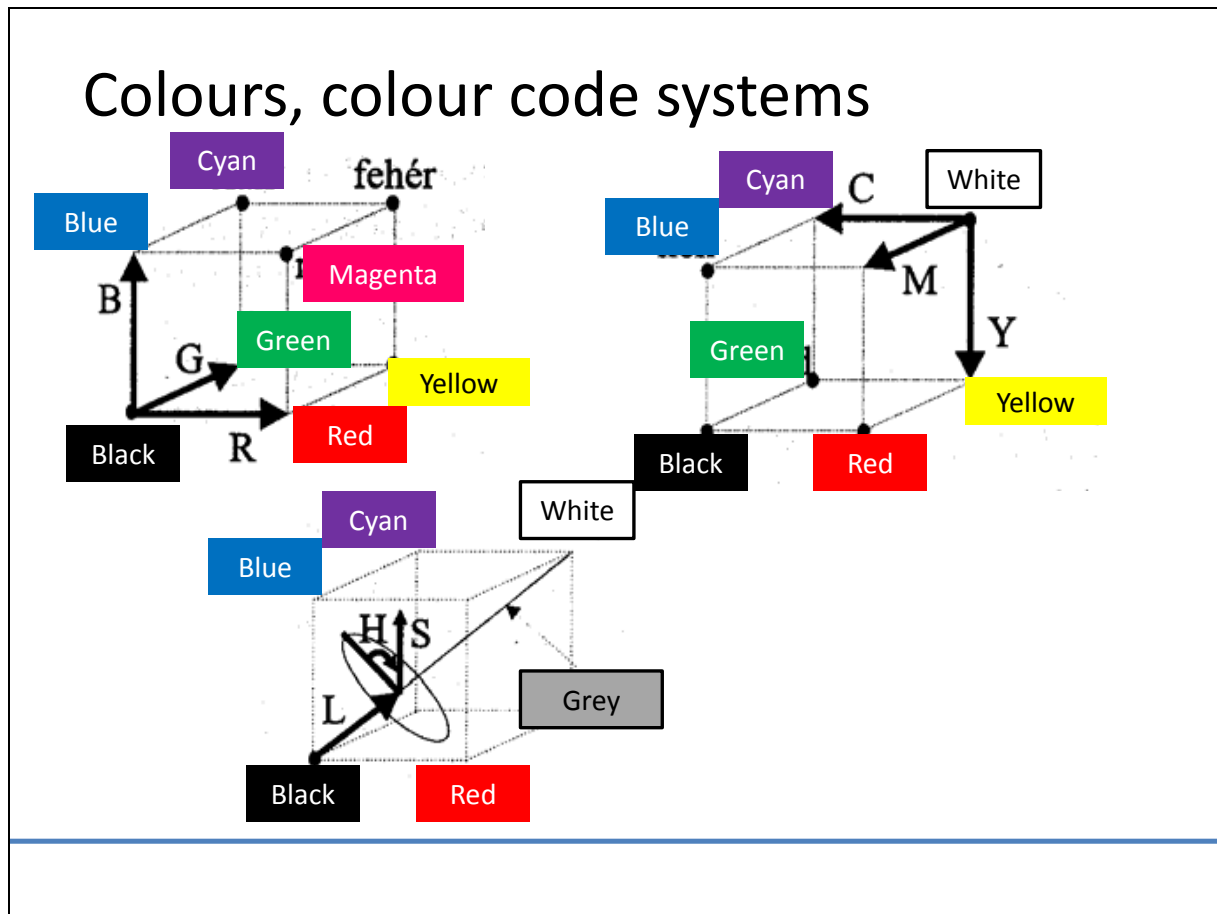 Colours, colour code systems
Cyan
fehér
Blue
Magenta
B
Green
G
Yellow
Red
Black
R
Cyan
C
White
Blue
M
Y
Green
Yellow
Black
Red
Cyan
White
Blue
H
S
L
Grey
Black
Red